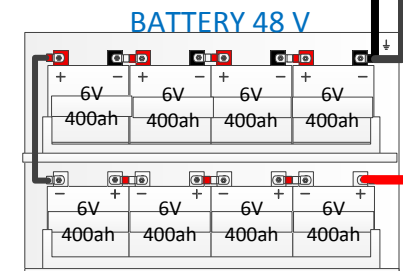 BATTERY 48 V
+ − + − + − + −
6V 6V 6V 6V
400ah 400ah 400ah 400ah
− + − + − + − +
6V 6V 6V 6V
400ah 400ah 400ah 400ah